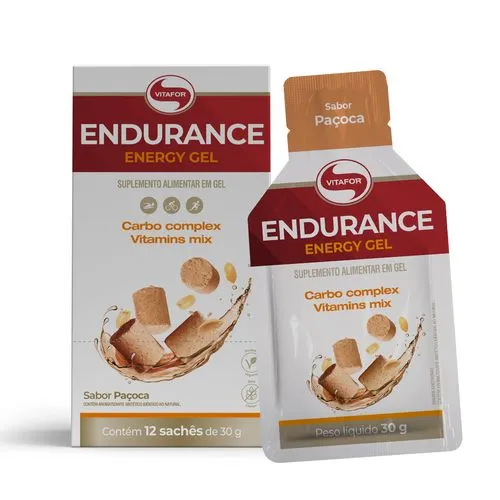 VITAFOR
ENDURANCE
ENERGY GEL
SUPLEMENTO ALIMENTAR EM GEL
Carbo complex
Vitamins mix
Sabor Paçoca
Contém 12 sachês de 30 g
Sabor
Paçoca
VITAFOR
ENDURANCE
ENERGY GEL
SUPLEMENTO ALIMENTAR EM GEL
Carbo complex
Vitamins mix
Peso líquido 30 g